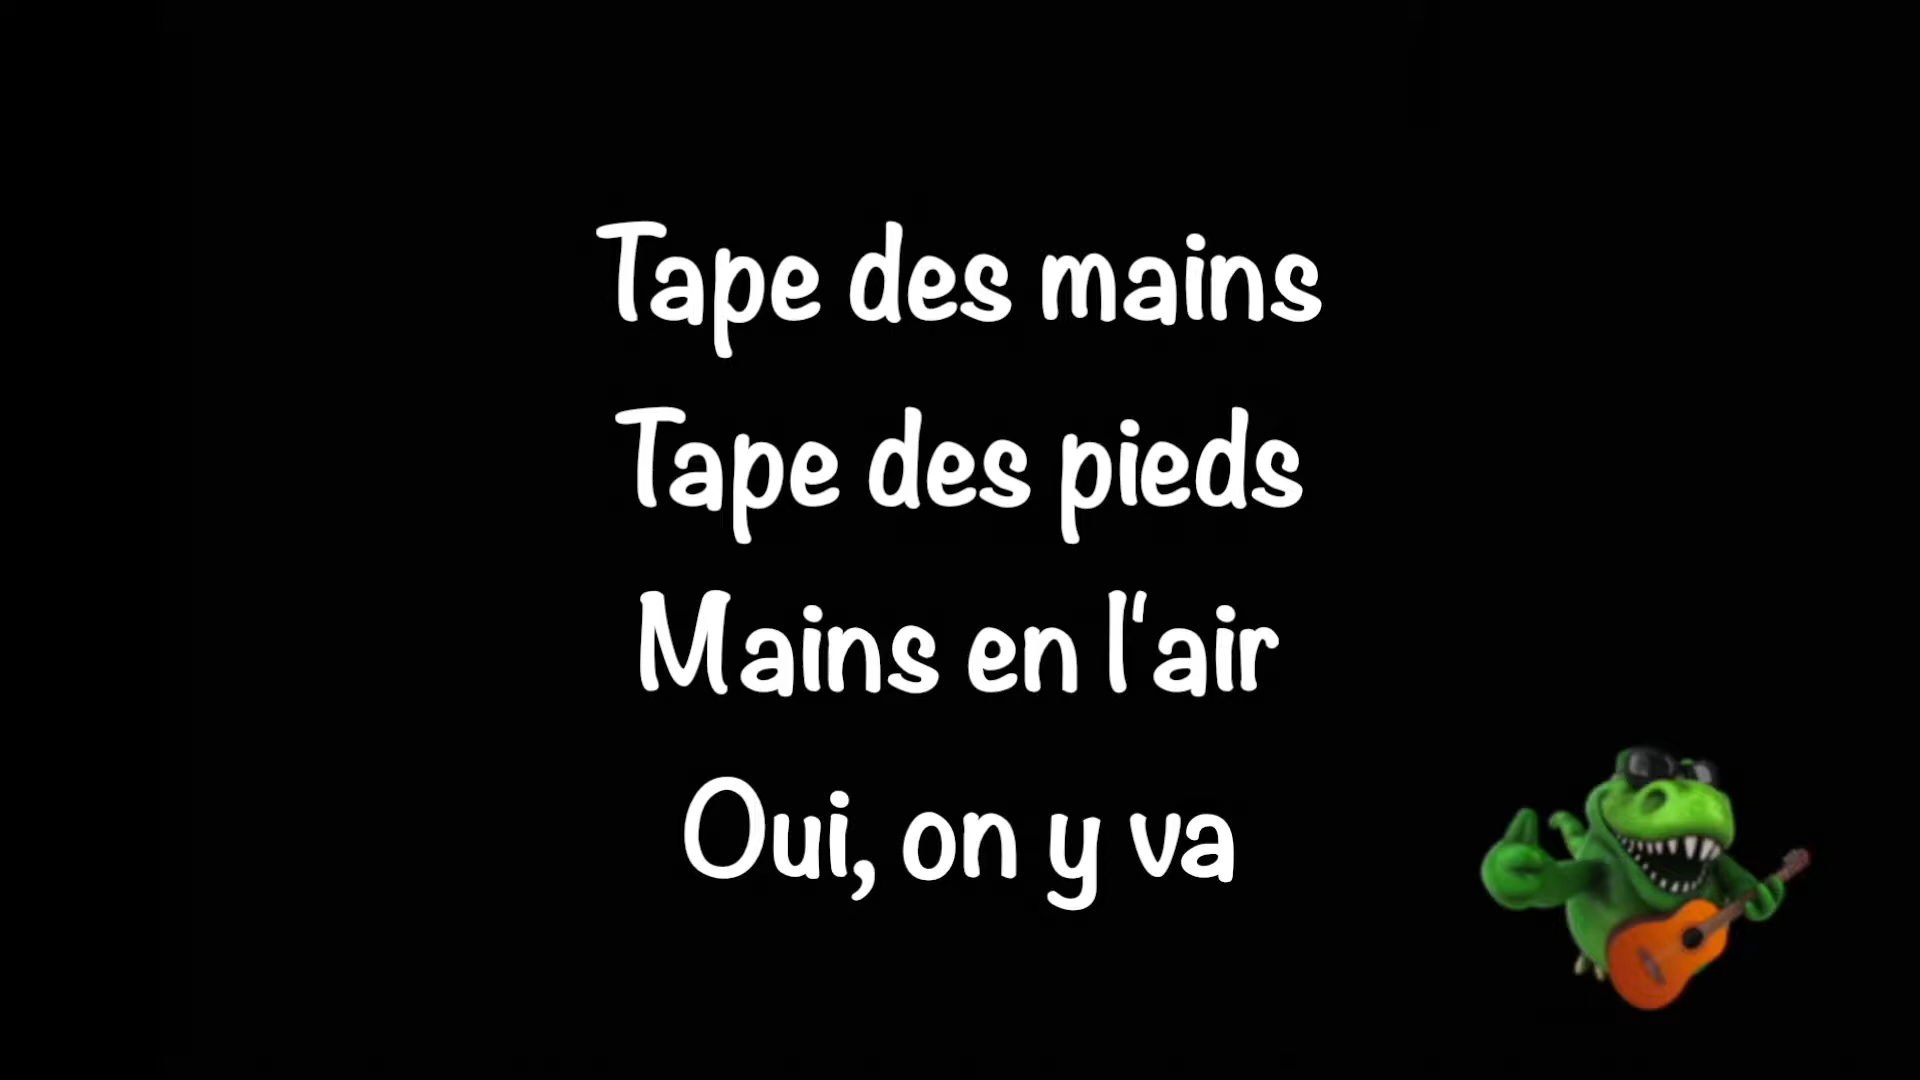 Tape des mains
Tape des pieds
Mains en l'air
Oui, on y va